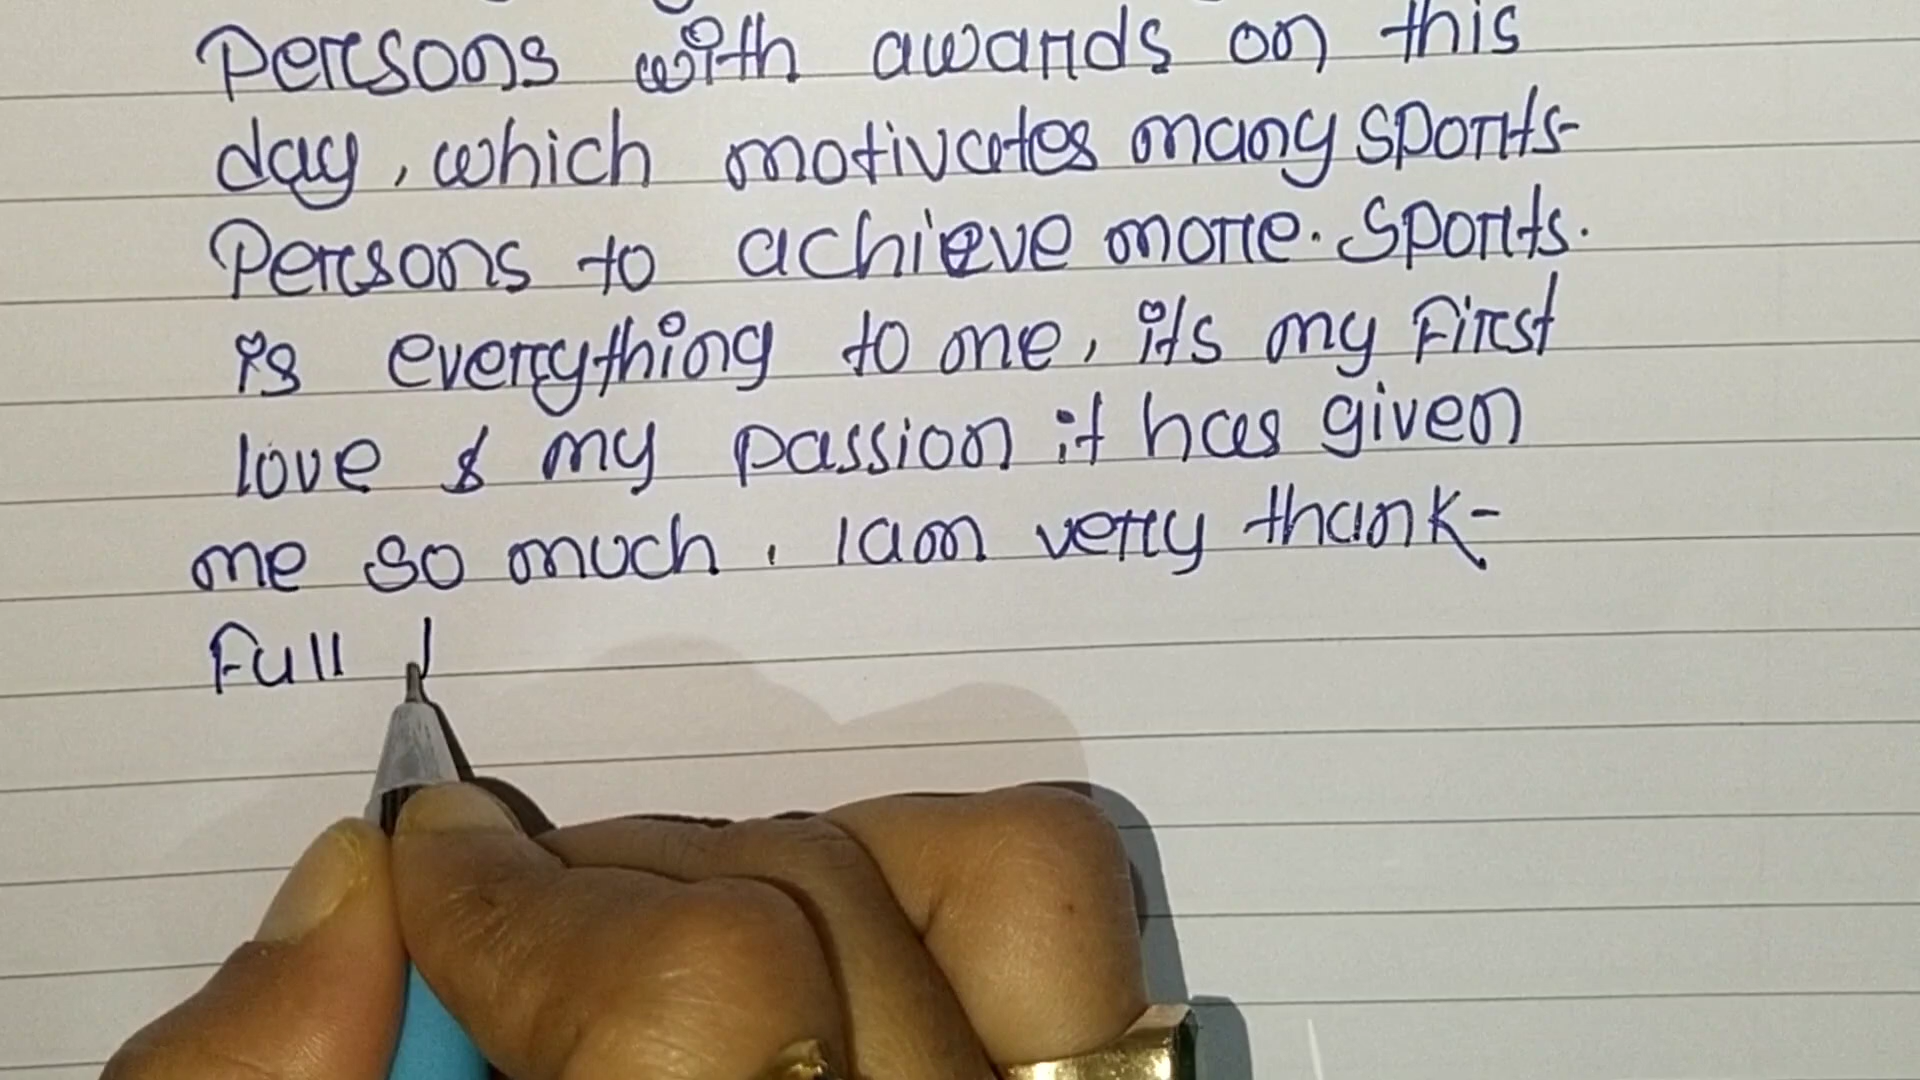 Persons with awards on this
day, which motivates many sports-
Persons to achieve more. Sports.
is everything to me, its my First
love & my passion it has given
me so much. I am very thank-
Full